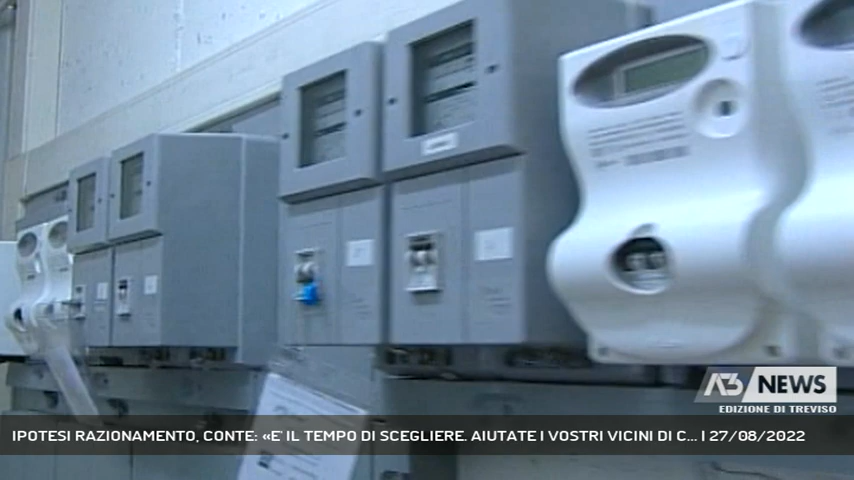 A3 NEWS
EDIZIONE DI TREVISO
IPOTESI RAZIONAMENTO, CONTE: «E' IL TEMPO DI SCEGLIERE. AIUTATE I VOSTRI VICINI DI C... | 27/08/2022